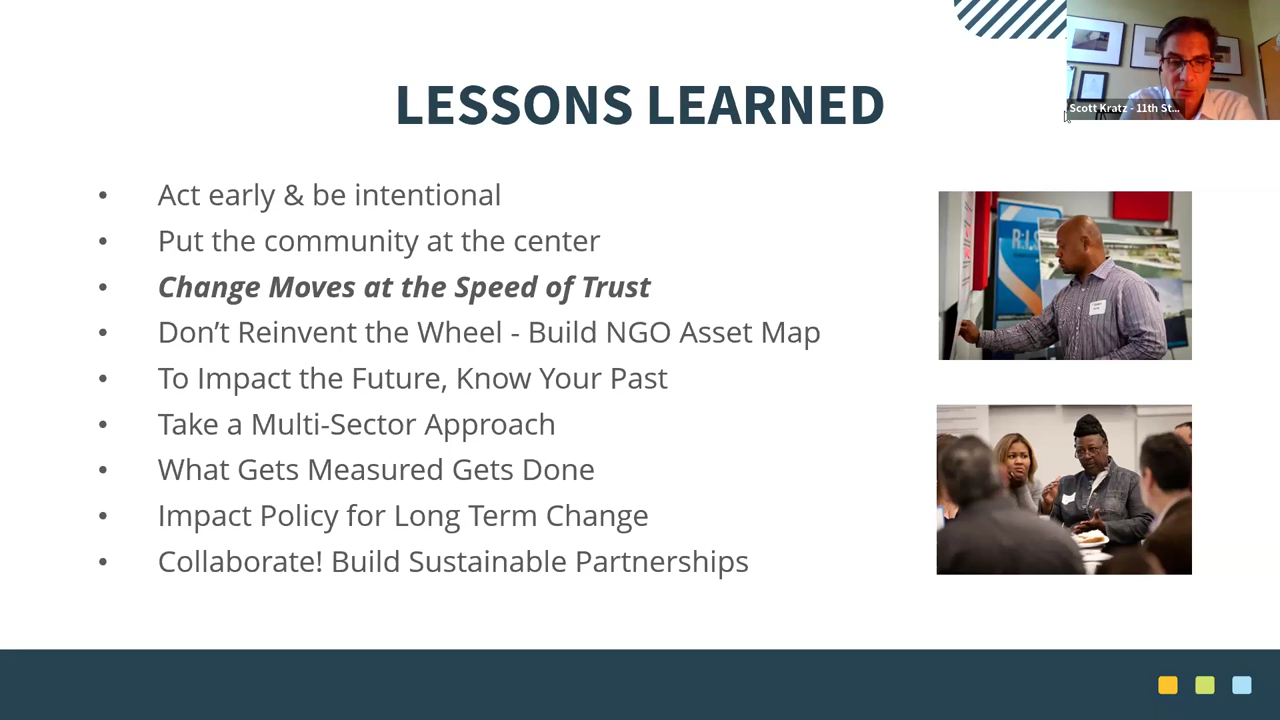 LESSONS LEARNED
Scott Kratz - 11th St...
• Act early & be intentional
• Put the community at the center
• Change Moves at the Speed of Trust
• Don’t Reinvent the Wheel - Build NGO Asset Map
• To Impact the Future, Know Your Past
• Take a Multi-Sector Approach
• What Gets Measured Gets Done
• Impact Policy for Long Term Change
• Collaborate! Build Sustainable Partnerships